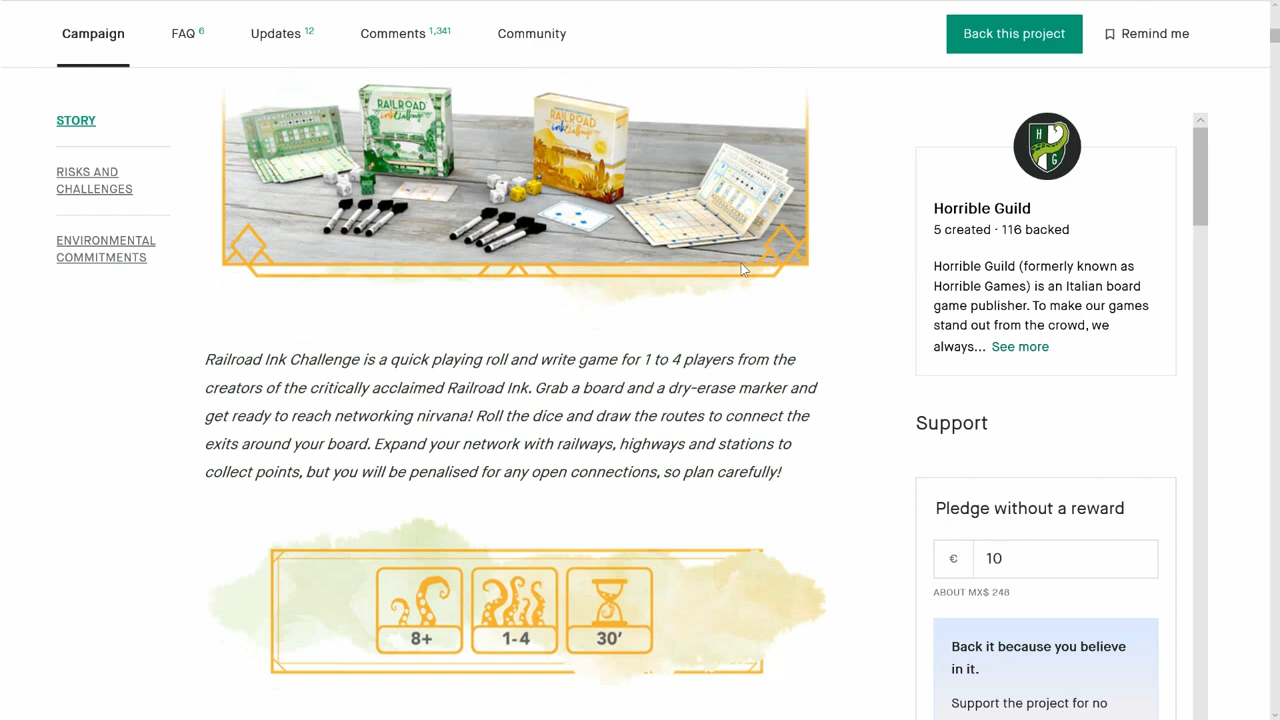 Campaign
FAQ 6
Updates 12
Comments 1,341
Community
Back this project
Remind me
STORY
RISKS AND
CHALLENGES
ENVIRONMENTAL
COMMITMENTS
RAILROAD
ink Challenge
RAILROAD
ink Challenge
Railroad Ink Challenge is a quick playing roll and write game for 1 to 4 players from the
creators of the critically acclaimed Railroad Ink. Grab a board and a dry-erase marker and
get ready to reach networking nirvana! Roll the dice and draw the routes to connect the
exits around your board. Expand your network with railways, highways and stations to
collect points, but you will be penalised for any open connections, so plan carefully!
8+
1-4
30′
H G
Horrible Guild
5 created · 116 backed
Horrible Guild (formerly known as
Horrible Games) is an Italian board
game publisher. To make our games
stand out from the crowd, we
always... See more
Support
Pledge without a reward
€ 10
ABOUT MX$ 248
Back it because you believe
in it.
Support the project for no